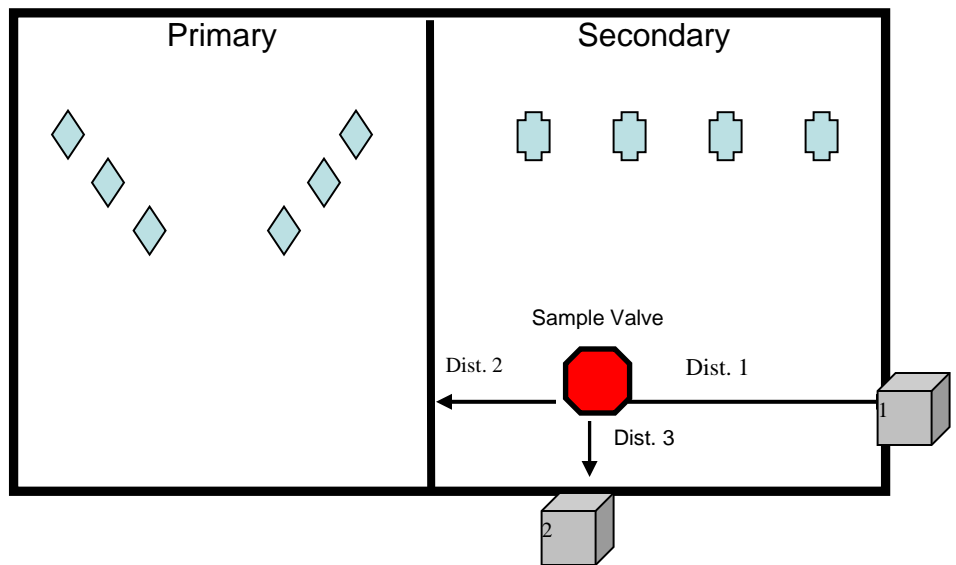 Primary
Secondary
Sample Valve
Dist. 2
Dist. 1
1
Dist. 3
2